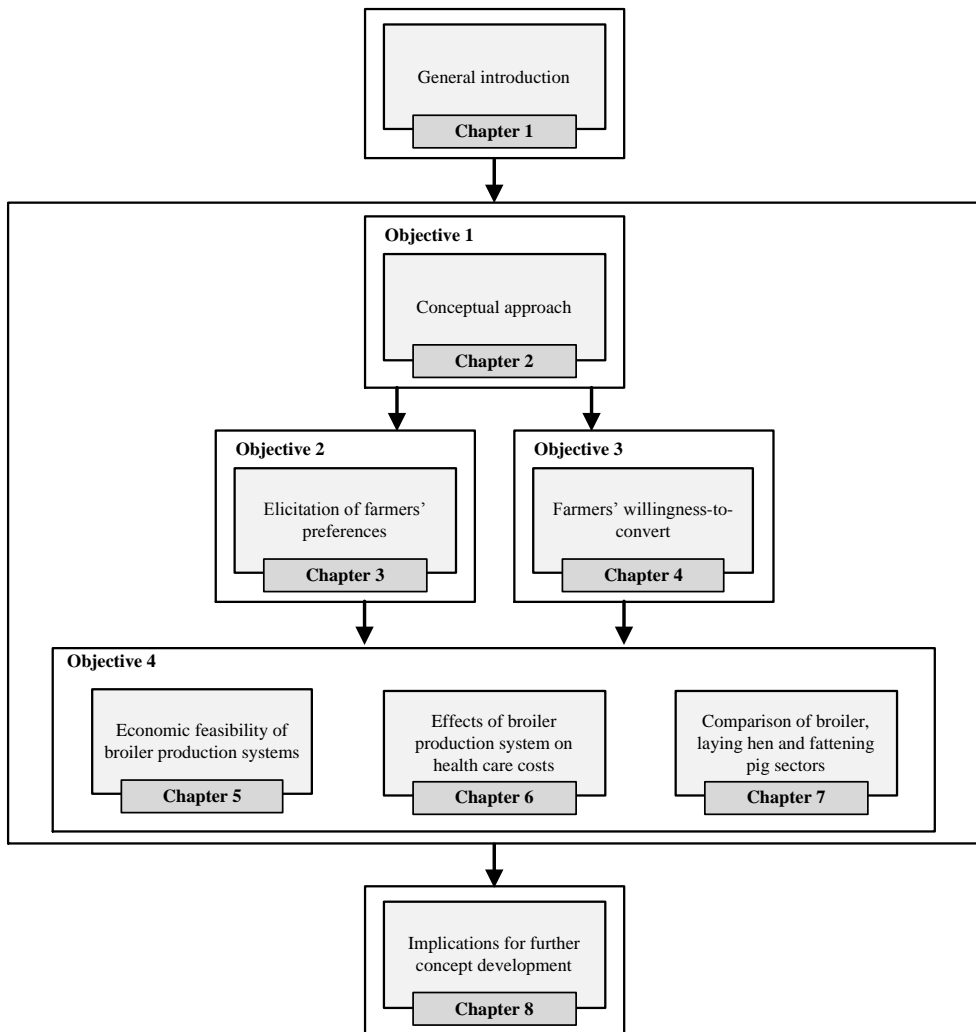 General introduction
Chapter 1
Objective 1
Conceptual approach
Chapter 2
Objective 2
Elicitation of farmers’
preferences
Chapter 3
Objective 3
Farmers’ willingness-to-
convert
Chapter 4
Objective 4
Economic feasibility of
broiler production systems
Chapter 5
Effects of broiler
production system on
health care costs
Chapter 6
Comparison of broiler,
laying hen and fattening
pig sectors
Chapter 7
Implications for further
concept development
Chapter 8